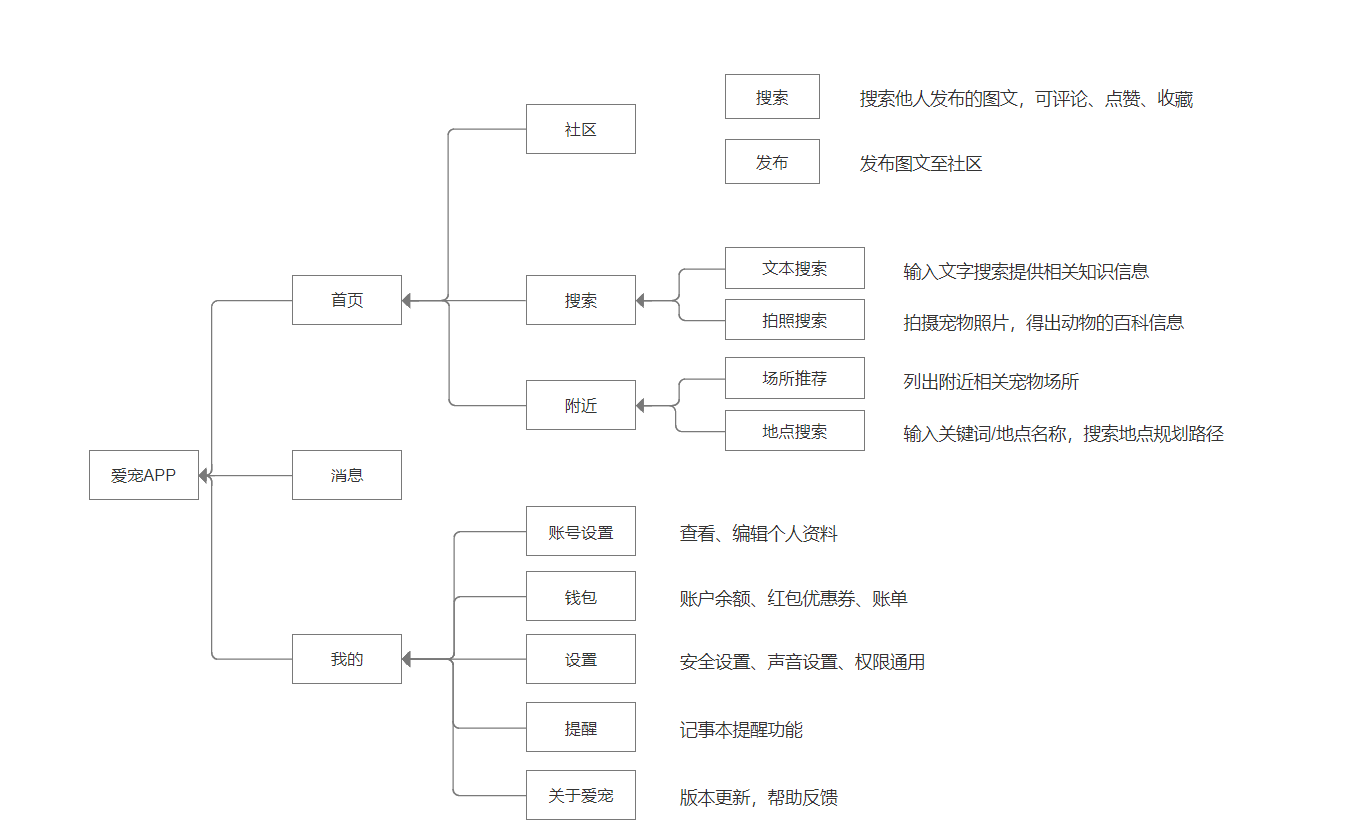 搜索 搜索他人发布的图文，可评论、点赞、收藏
社区
发布 发布图文至社区
文本搜索 输入文字搜索提供相关知识信息
首页 搜索
拍照搜索 拍摄宠物照片，得出动物的百科信息
场所推荐 列出附近相关宠物场所
附近
地点搜索 输入关键词/地点名称，搜索地点规划路径
爱宠APP 消息
账号设置 查看、编辑个人资料
钱包 账户余额、红包优惠券、账单
我的 设置 安全设置、声音设置、权限通用
提醒 记事本提醒功能
关于爱宠 版本更新，帮助反馈